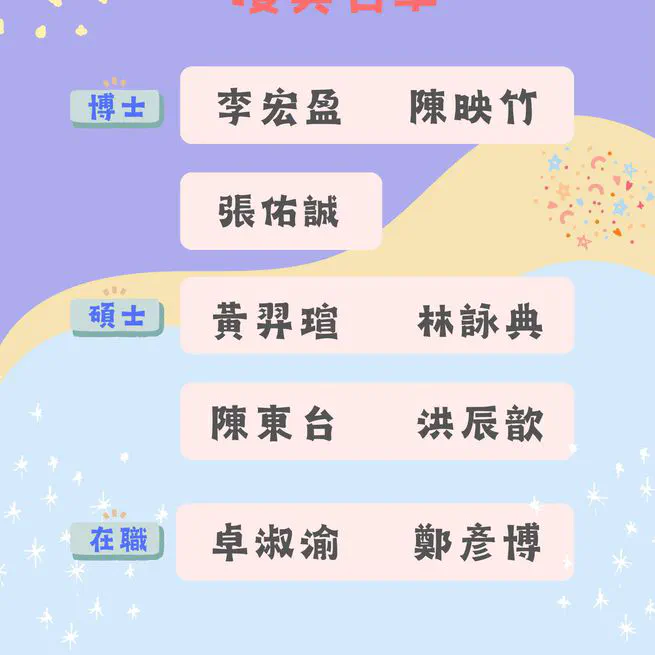 博士
李宏盈 陳映竹
張佑誠
碩士
黃羿瑄 林詠典
陳東台 洪辰歆
在職
卓淑渝 鄭彥博